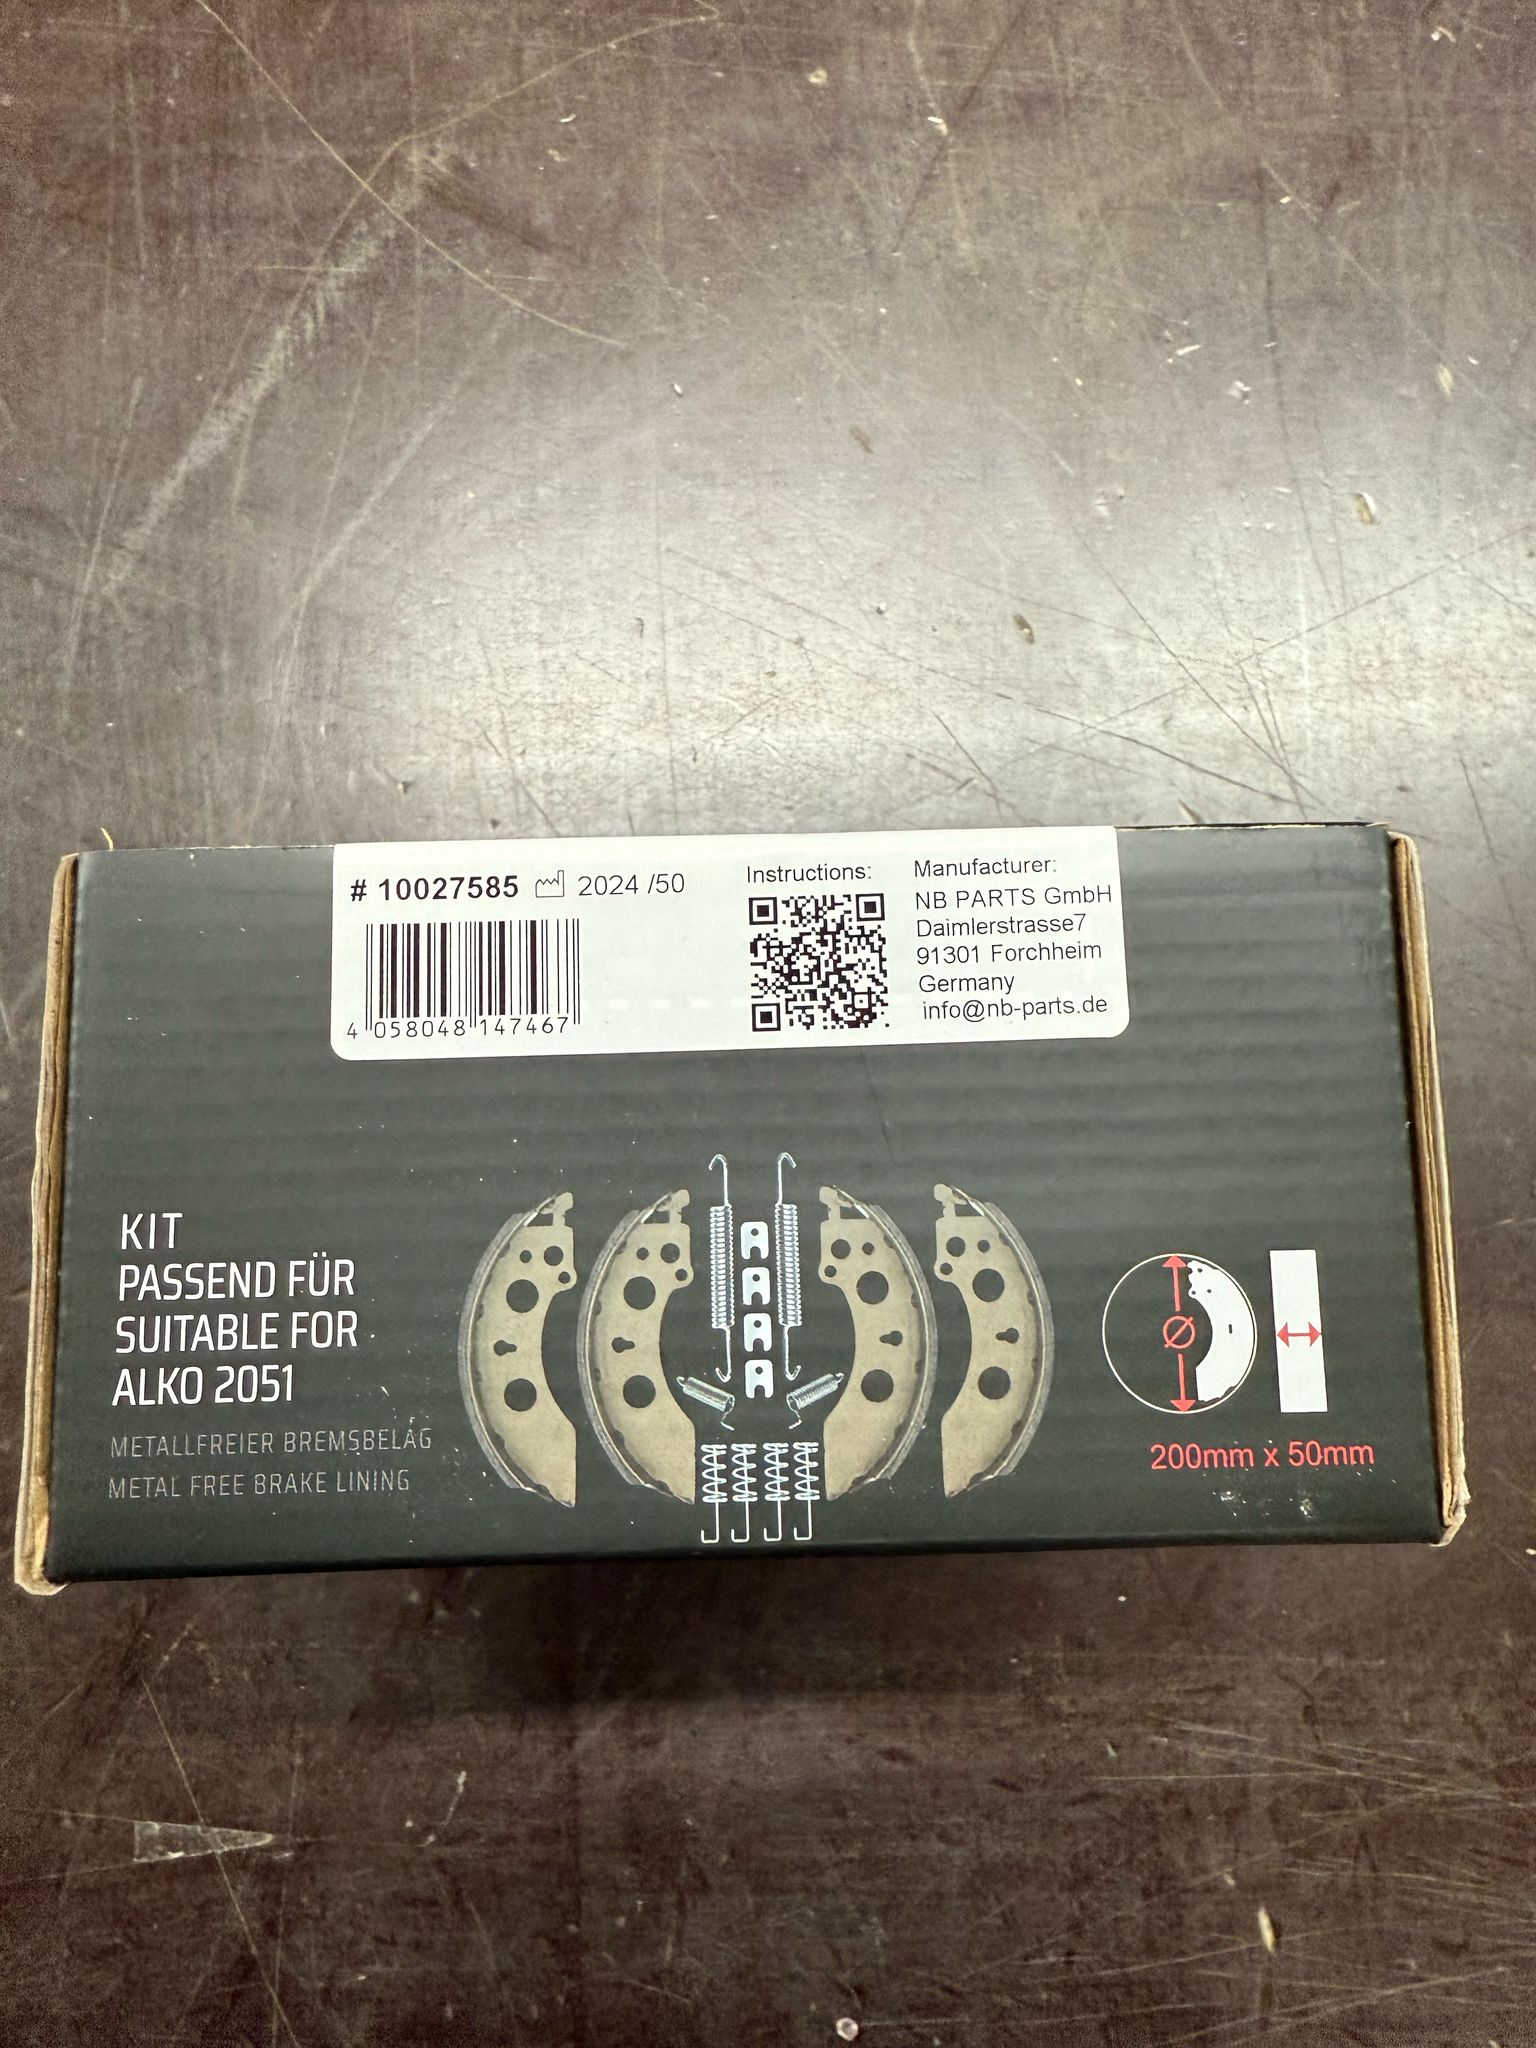 # 10027585 2024 /50
4 058048 147467
Instructions:
Manufacturer:
NB PARTS GmbH
Daimlerstrasse7
91301 Forchheim
Germany
info@nb-parts.de
KIT
PASSEND FÜR
SUITABLE FOR
ALKO 2051
METALLFREIER BREMSBELAG
METAL FREE BRAKE LINING
Ø
200mm x 50mm